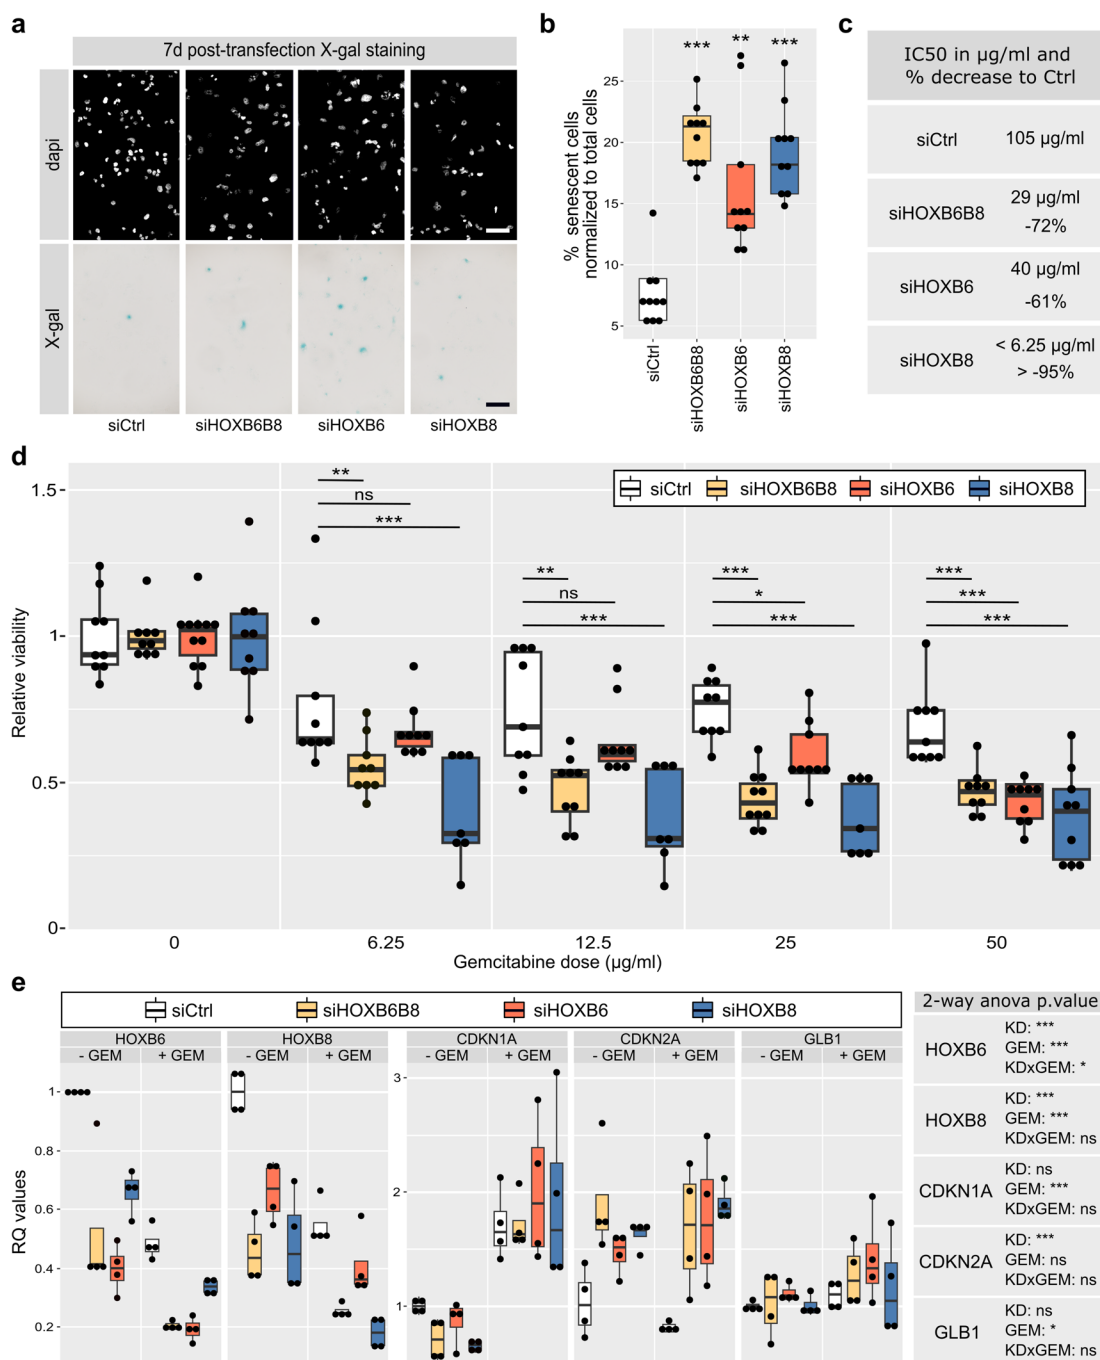 a
7d post-transfection X-gal staining
dapi
X-gal
siCtrl siHOXB6B8 siHOXB6 siHOXB8
b
% senescent cells
normalized to total cells
25
20
15
10
5
*** ** ***
siCtrl
siHOXB6B8
siHOXB6
siHOXB8
c
IC50 in µg/ml and
% decrease to Ctrl
siCtrl 105 µg/ml
siHOXB6B8 29 µg/ml
-72%
siHOXB6 40 µg/ml
-61%
siHOXB8 < 6.25 µg/ml
> -95%
d
siCtrl siHOXB6B8 siHOXB6 siHOXB8
Relative viability
1.5
1
0.5
0
**
ns
***
**
ns
***
***
*
***
***
***
***
0 6.25 12.5 25 50
Gemcitabine dose (µg/ml)
e
siCtrl siHOXB6B8 siHOXB6 siHOXB8
HOXB6 HOXB8 CDKN1A CDKN2A GLB1
- GEM + GEM - GEM + GEM - GEM + GEM - GEM + GEM - GEM + GEM
RQ values
1
0.8
0.6
0.4
0.2
3
2
1
2-way anova p.value
HOXB6
KD: ***
GEM: ***
KDxGEM: *
HOXB8
KD: ***
GEM: ***
KDxGEM: ns
CDKN1A
KD: ns
GEM: ***
KDxGEM: ns
CDKN2A
KD: ***
GEM: ns
KDxGEM: ns
GLB1
KD: ns
GEM: *
KDxGEM: ns